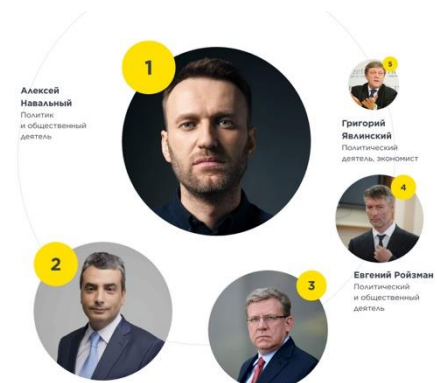 1
Алексей
Навальный
Политик
и общественный
деятель
5
Григорий
Явлинский
Политический
деятель, экономист
4
Евгений Ройзман
Политический
и общественный
деятель
2
3